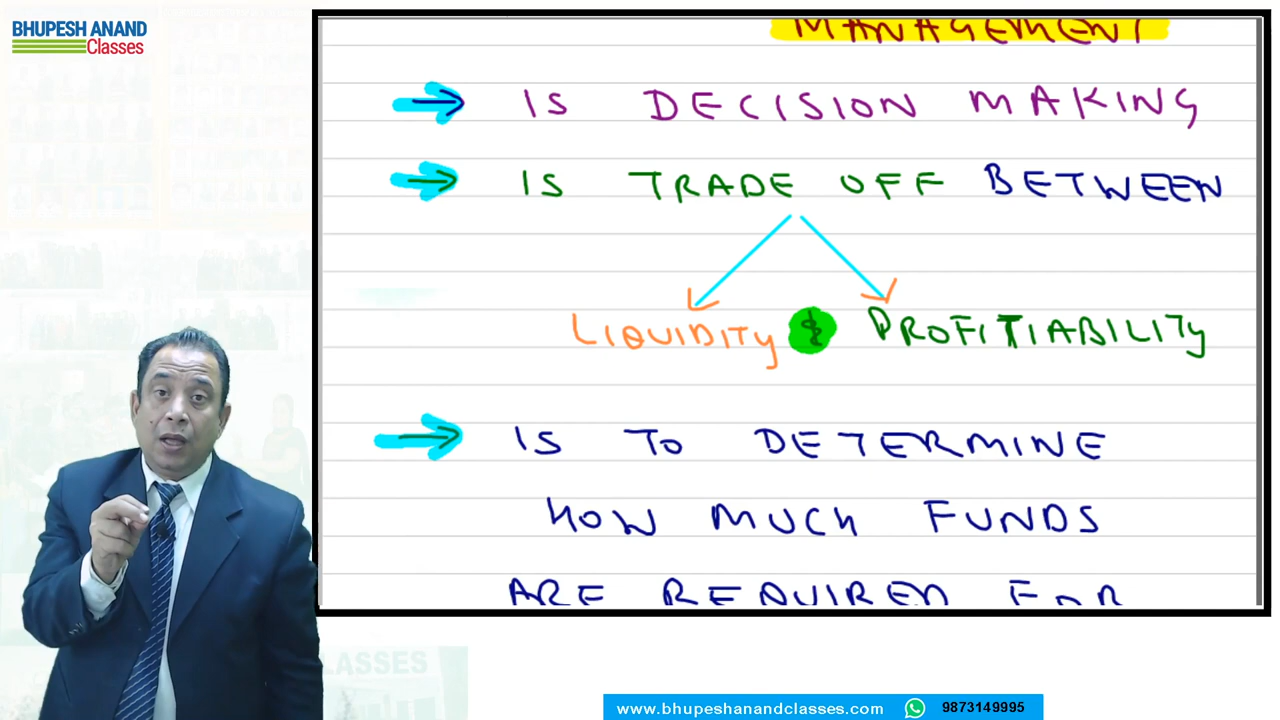 BHUPESH ANAND
Classes
MANAGEMENT
IS DECISION MAKING
IS TRADE OFF BETWEEN
LIQUIDITY & PROFITIABILITY
IS TO DETERMINE
HOW MUCH FUNDS
ARE REQUIRED FOR
CLASSES
www.bhupeshanandclasses.com 9873149995